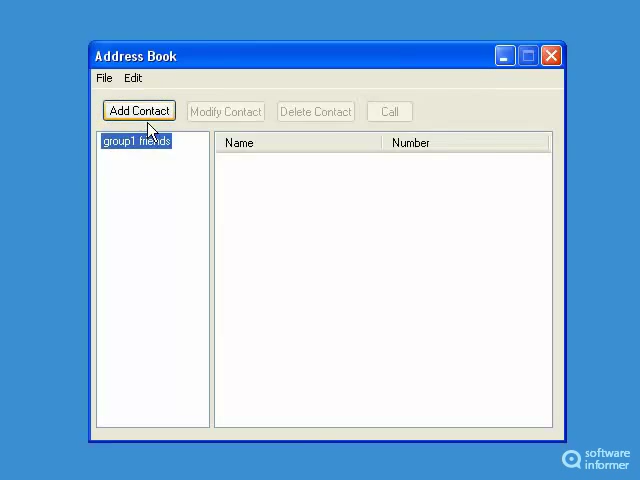 Address Book
File Edit
Add Contact Modify Contact Delete Contact Call
group1 friends
Name Number
software
informer